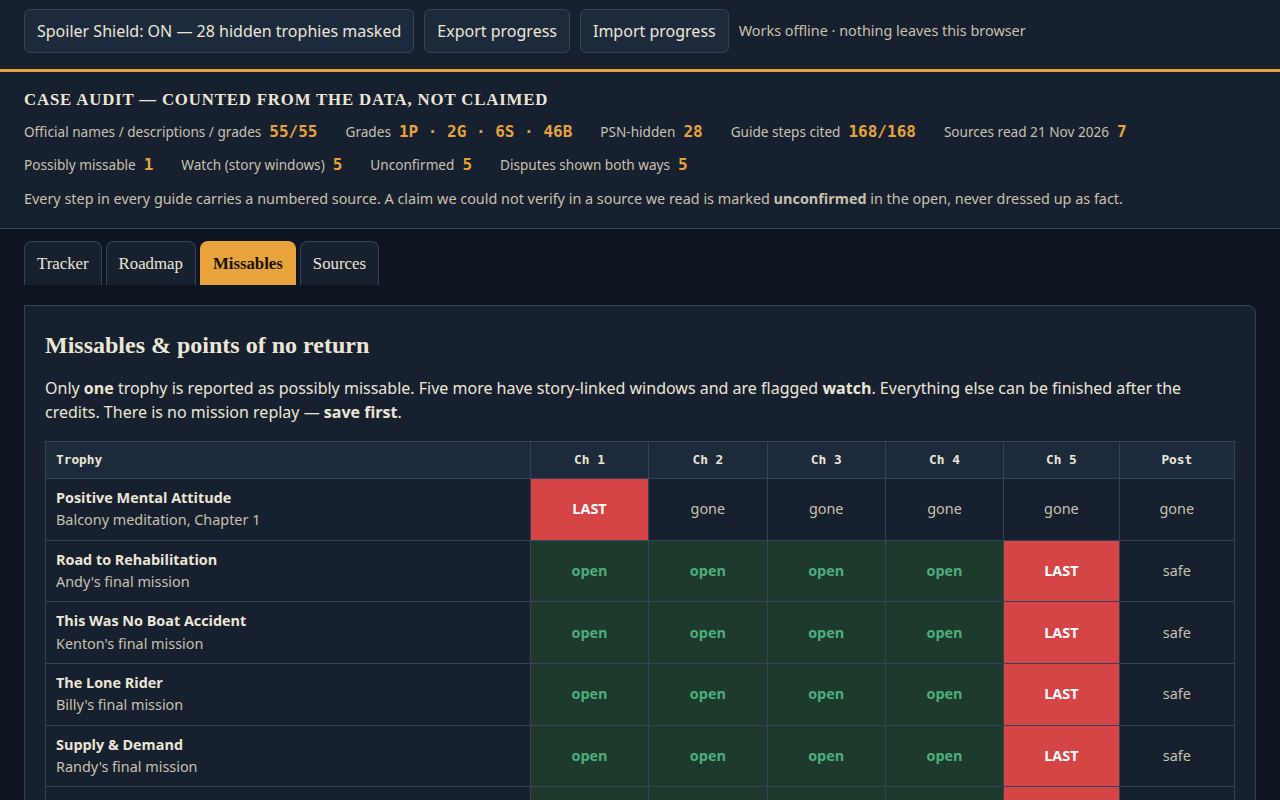 Spoiler Shield: ON — 28 hidden trophies masked Export progress Import progress Works offline · nothing leaves this browser
CASE AUDIT — COUNTED FROM THE DATA, NOT CLAIMED
Official names / descriptions / grades 55/55 Grades 1P · 2G · 6S · 46B PSN-hidden 28 Guide steps cited 168/168 Sources read 21 Nov 2026 7
Possibly missable 1 Watch (story windows) 5 Unconfirmed 5 Disputes shown both ways 5
Every step in every guide carries a numbered source. A claim we could not verify in a source we read is marked unconfirmed in the open, never dressed up as fact.
Tracker Roadmap Missables Sources
Missables & points of no return
Only one trophy is reported as possibly missable. Five more have story-linked windows and are flagged watch. Everything else can be finished after the
credits. There is no mission replay — save first.
Trophy Ch 1 Ch 2 Ch 3 Ch 4 Ch 5 Post
Positive Mental Attitude
Balcony meditation, Chapter 1
LAST gone gone gone gone gone
Road to Rehabilitation
Andy's final mission
open open open open LAST safe
This Was No Boat Accident
Kenton's final mission
open open open open LAST safe
The Lone Rider
Billy's final mission
open open open open LAST safe
Supply & Demand
Randy's final mission
open open open open LAST safe